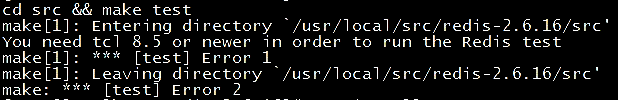 cd src && make test
make[1]: Entering directory `/usr/local/src/redis-2.6.16/src'
You need tcl 8.5 or newer in order to run the Redis test
make[1]: *** [test] Error 1
make[1]: Leaving directory `/usr/local/src/redis-2.6.16/src'
make: *** [test] Error 2